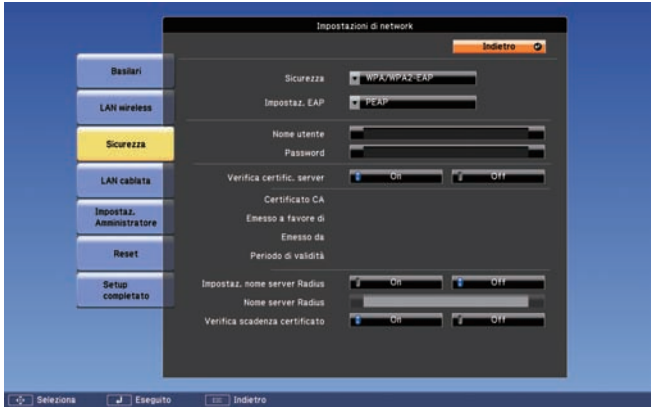 Impostazioni di network
Indietro
Basilari
LAN wireless
Sicurezza
LAN cablata
Impostaz.
Amministratore
Reset
Setup
completato
Sicurezza WPA/WPA2-EAP
Impostaz. EAP PEAP
Nome utente
Password
Verifica certific. server On Off
Certificato CA
Emesso a favore di
Emesso da
Periodo di validità
Impostaz. nome server Radius On Off
Nome server Radius
Verifica scadenza certificato On Off
Seleziona Eseguito Indietro